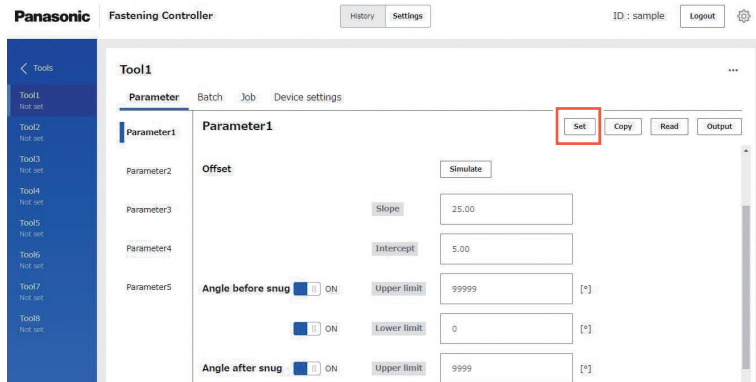 Panasonic Fastening Controller History Settings ID : sample Logout
Tools
Tool1
Not set
Tool2
Not set
Tool3
Not set
Tool4
Not set
Tool5
Not set
Tool6
Not set
Tool7
Not set
Tool8
Not set
Tool1 ...
Parameter Batch Job Device settings
Parameter1
Parameter2
Parameter3
Parameter4
Parameter5
Parameter1 Set Copy Read Output
Offset Simulate
Slope 25.00
Intercept 5.00
Angle before snug ON Upper limit 99999 [°]
ON Lower limit 0 [°]
Angle after snug ON Upper limit 9999 [°]